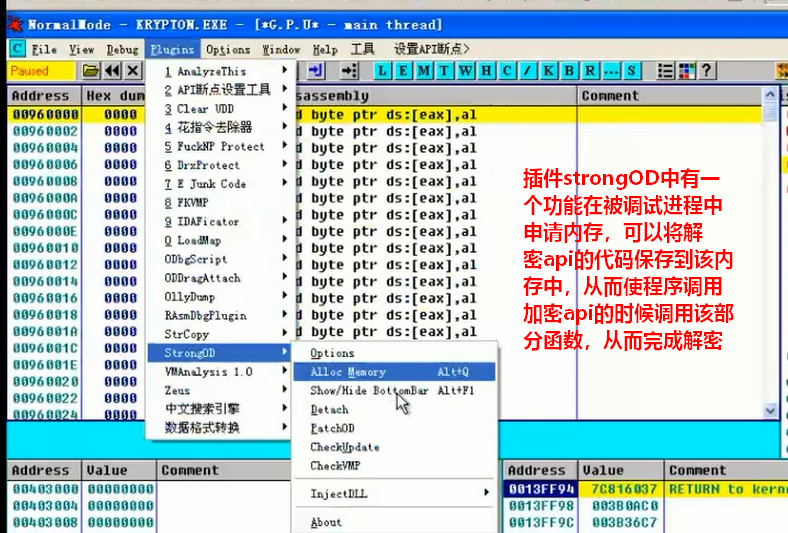 NormalMode - KRYPTON.EXE - [*G.P.U* - main thread]
C File View Debug Plugins Options Window Help 工具 设置API断点>
Paused L E M T W H C / K B R ... S ?
Address Hex dum sassembly Comment
00960000 0000 d byte ptr ds:[eax],al
00960002 0000 d byte ptr ds:[eax],al
00960004 0000 d byte ptr ds:[eax],al
00960006 0000 d byte ptr ds:[eax],al
00960008 0000 d byte ptr ds:[eax],al
0096000A 0000 d byte ptr ds:[eax],al
0096000C 0000 d byte ptr ds:[eax],al
0096000E 0000 d byte ptr ds:[eax],al
00960010 0000 d byte ptr ds:[eax],al
00960012 0000 d byte ptr ds:[eax],al
00960014 0000 d byte ptr ds:[eax],al
00960016 0000 d byte ptr ds:[eax],al
00960018 0000 d byte ptr ds:[eax],al
0096001A 0000 d byte ptr ds:[eax],al
0096001C 0000
0096001E 0000
00960020 0000
00960022 0000
00960024 0000
1 AnalyzeThis
2 API断点设置工具
3 Clear UDD
4 花指令去除器
5 FuckNP Protect
6 DrxProtect
7 E Junk Code
8 FKVMP
9 IDAFicator
0 LoadMap
ODbgScript
ODDragAttach
OllyDump
RAsmDbgPlugin
StrCopy
StrongOD
VMAnalysis 1.0
Zeus
中文搜索引擎
数据格式转换
Options
Alloc Memory Alt+Q
Show/Hide BottomBar Alt+F1
Detach
PatchOD
CheckUpdate
CheckVMP
InjectDLL
About
插件strongOD中有一
个功能在被调试进程中
申请内存，可以将解
密api的代码保存到该内
存中，从而使程序调用
加密api的时候调用该部
分函数，从而完成解密
Address Value Comment
00403000 00000000
00403004 00000000
00403008 00000000
Address Value Comment
0013FF94 7C816037 RETURN to kern
0013FF98 003B0AC0
0013FF9C 003B36C7